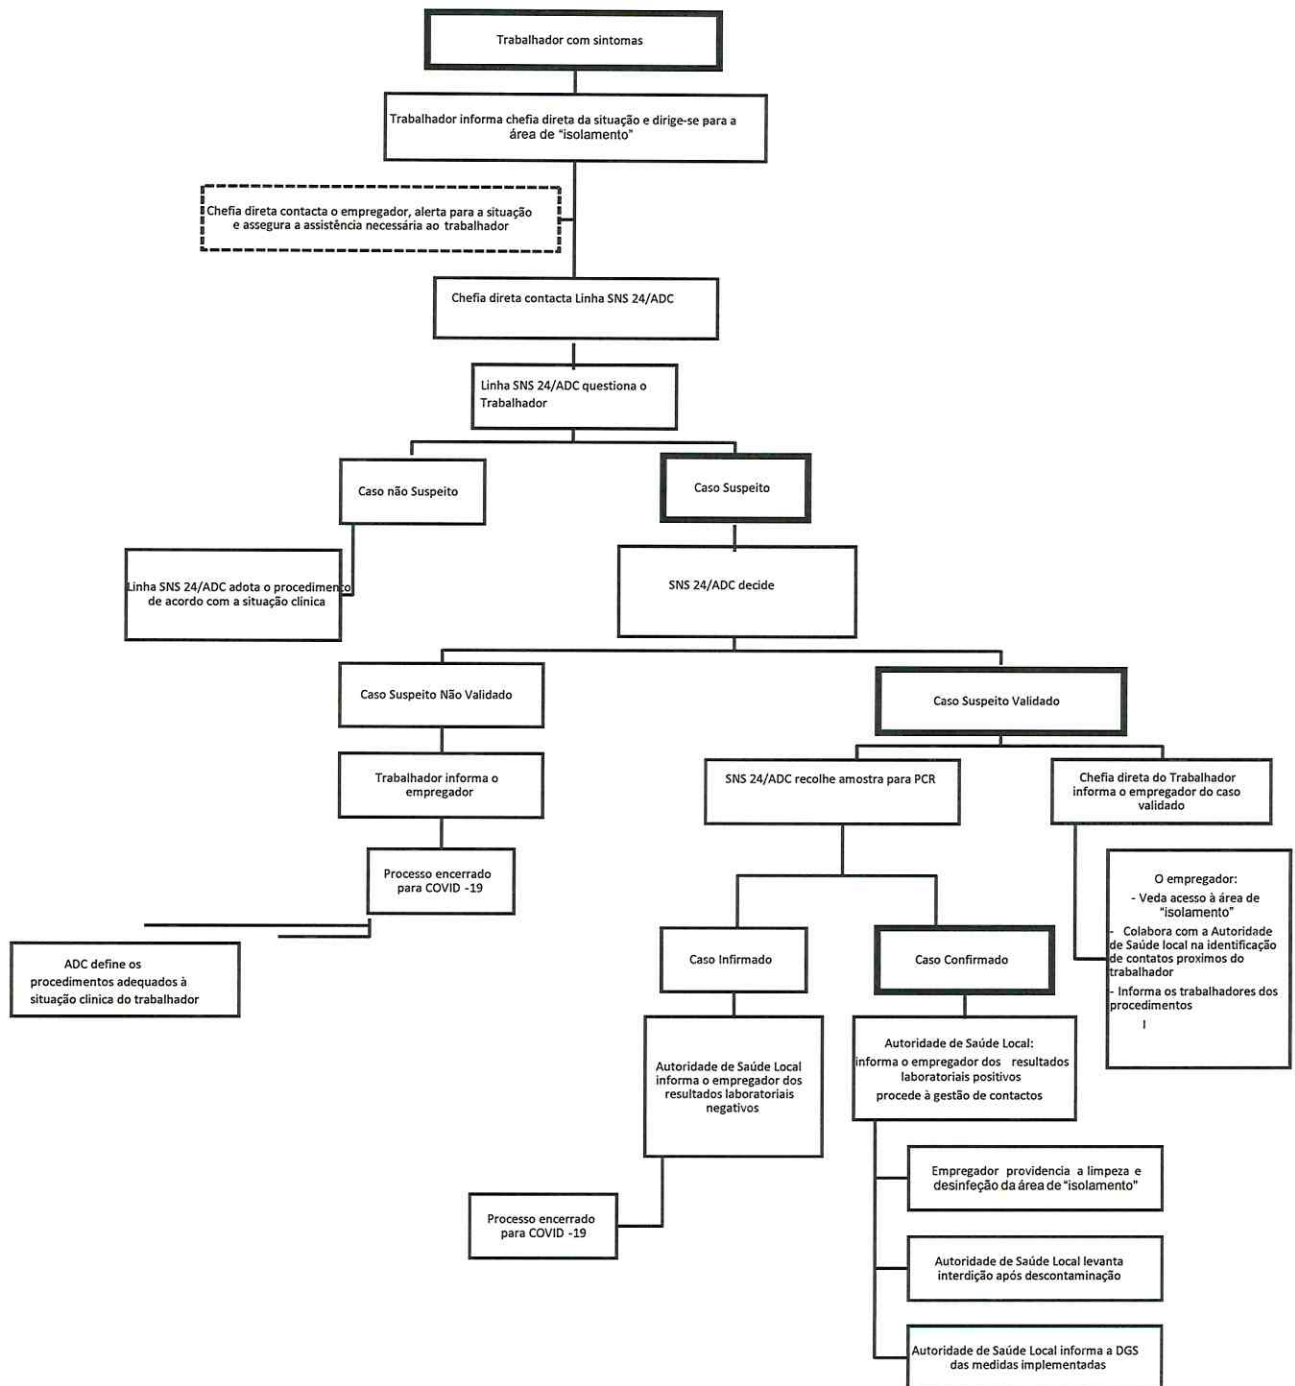 Trabalhador com sintomas
Trabalhador informa chefia direta da situação e dirige-se para a
área de “isolamento”
Chefia direta contacta o empregador, alerta para a situação
e assegura a assistência necessária ao trabalhador
Chefia direta contacta Linha SNS 24/ADC
Linha SNS 24/ADC questiona o
Trabalhador
Caso não Suspeito
Caso Suspeito
Linha SNS 24/ADC adota o procedimento
de acordo com a situação clinica
SNS 24/ADC decide
Caso Suspeito Não Validado
Caso Suspeito Validado
Trabalhador informa o
empregador
SNS 24/ADC recolhe amostra para PCR
Chefia direta do Trabalhador
informa o empregador do caso
validado
Processo encerrado
para COVID -19
O empregador:
- Veda acesso à área de
“isolamento”
- Colabora com a Autoridade
de Saúde local na identificação
de contatos proximos do
trabalhador
- Informa os trabalhadores dos
procedimentos
ADC define os
procedimentos adequados à
situação clinica do trabalhador
Caso Infirmado
Caso Confirmado
Autoridade de Saúde Local
informa o empregador dos
resultados laboratoriais
negativos
Autoridade de Saúde Local:
informa o empregador dos resultados
laboratoriais positivos
procede à gestão de contactos
Processo encerrado
para COVID -19
Empregador providencia a limpeza e
desinfeção da área de “isolamento”
Autoridade de Saúde Local levanta
interdição após descontaminação
Autoridade de Saúde Local informa a DGS
das medidas implementadas